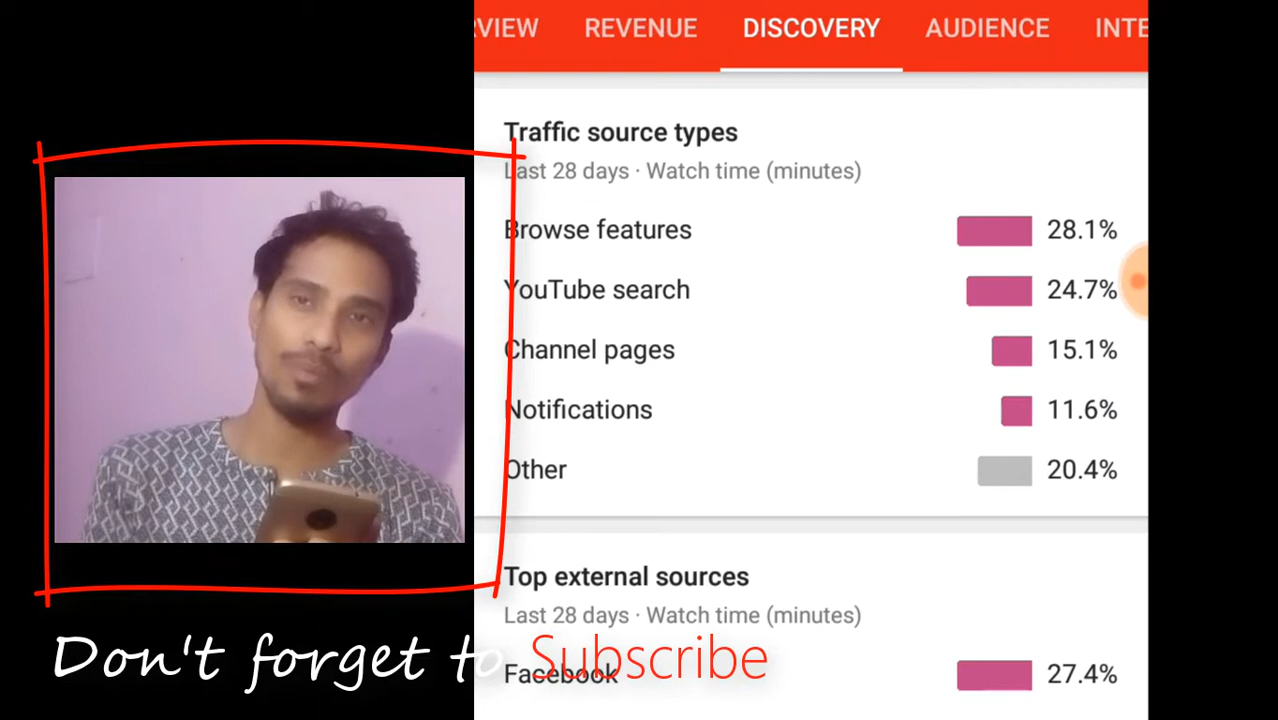 RVIEW REVENUE DISCOVERY AUDIENCE INTE
Traffic source types
Last 28 days · Watch time (minutes)
Browse features 28.1%
YouTube search 24.7%
Channel pages 15.1%
Notifications 11.6%
Other 20.4%
Top external sources
Last 28 days · Watch time (minutes)
Don't forget to Subscribe
Facebook 27.4%